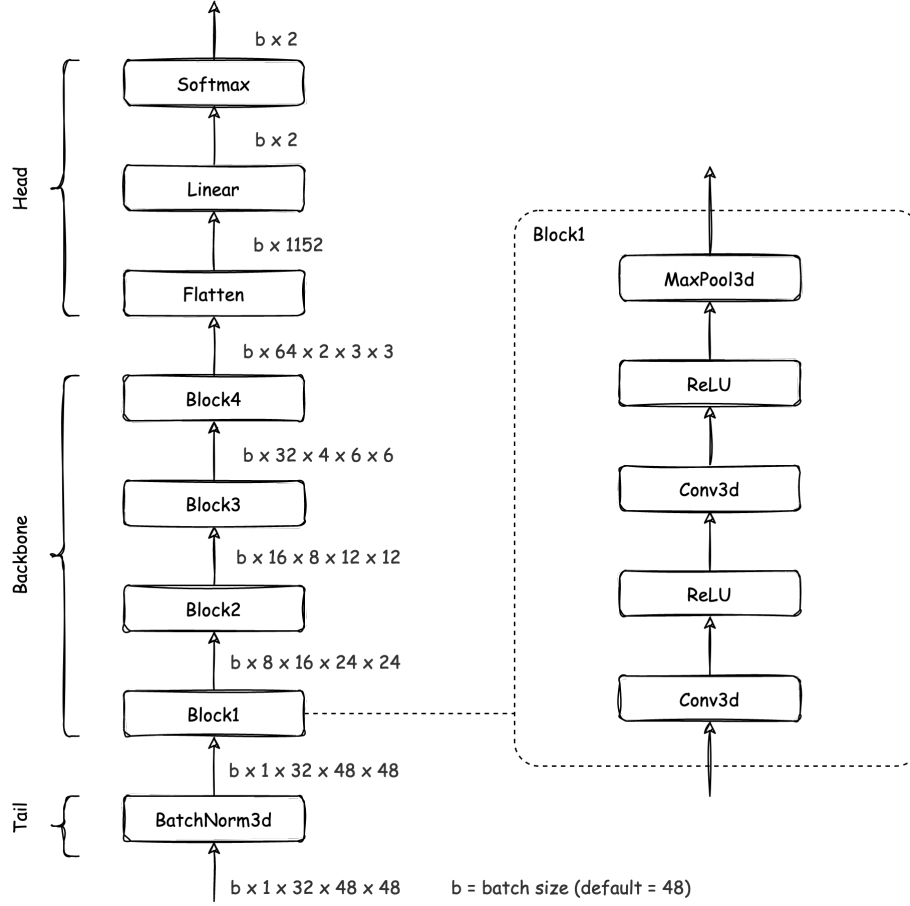 b x 2
Softmax
b x 2
Head
Linear
b x 1152
Flatten
b x 64 x 2 x 3 x 3
Block4
b x 32 x 4 x 6 x 6
Block3
Backbone
b x 16 x 8 x 12 x 12
Block2
b x 8 x 16 x 24 x 24
Block1
b x 1 x 32 x 48 x 48
Tail
BatchNorm3d
b x 1 x 32 x 48 x 48
b = batch size (default = 48)
Block1
MaxPool3d
ReLU
Conv3d
ReLU
Conv3d